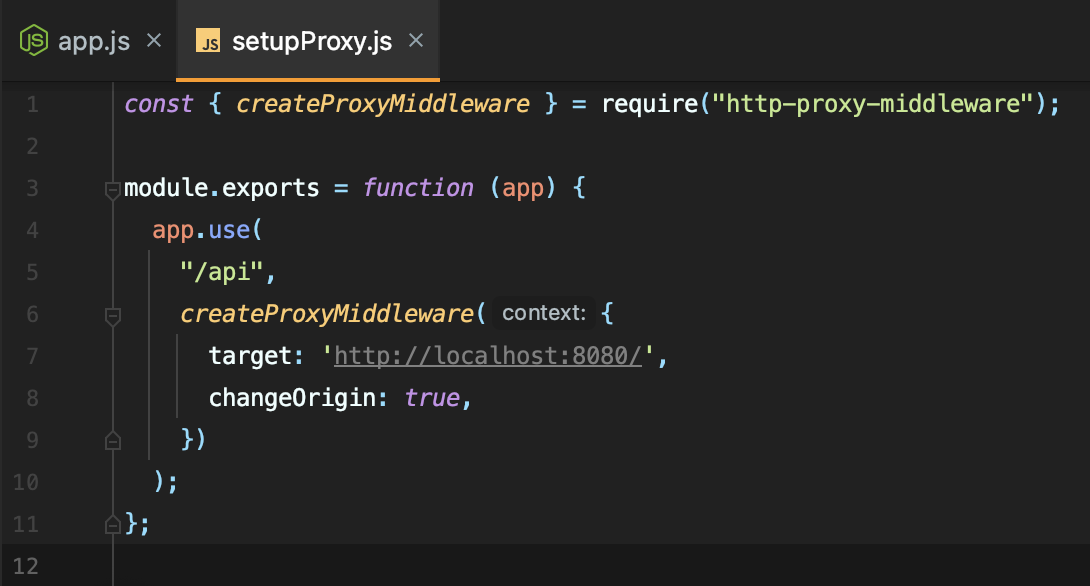 JS app.js ×
JS setupProxy.js ×
1 const { createProxyMiddleware } = require("http-proxy-middleware");
2
3 module.exports = function (app) {
4   app.use(
5     "/api",
6     createProxyMiddleware( context: {
7       target: 'http://localhost:8080/',
8       changeOrigin: true,
9     })
10   );
11 };
12